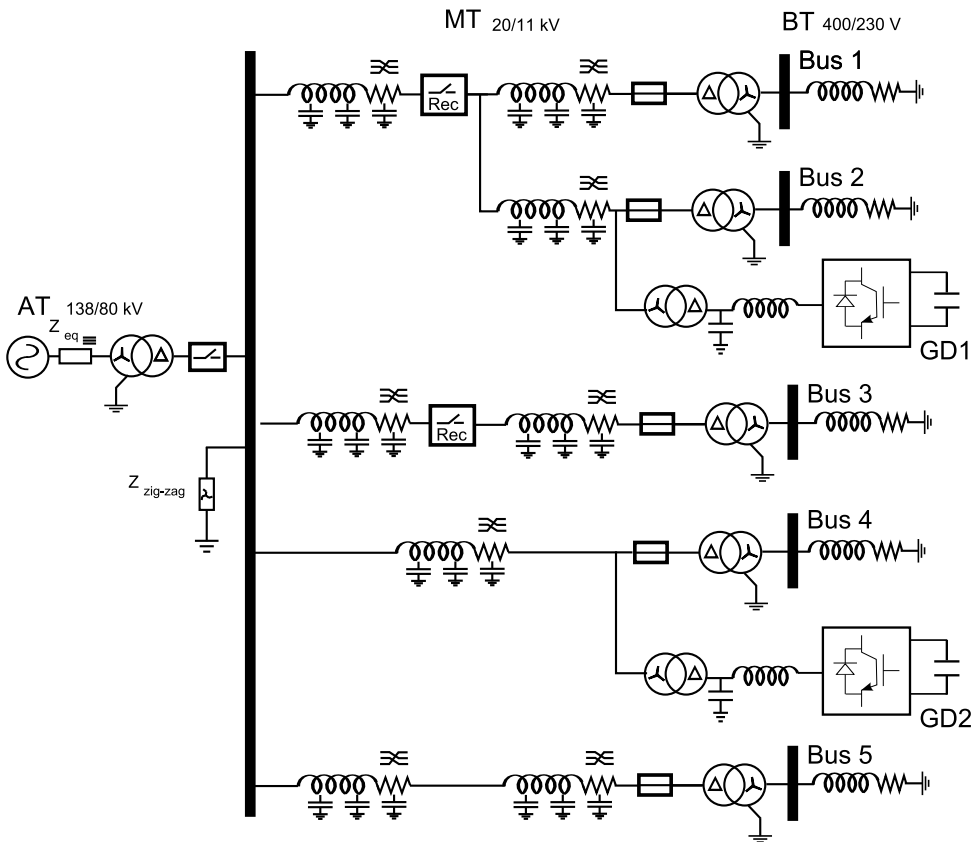 MT 20/11 kV
BT 400/230 V
Bus 1
Rec
Bus 2
GD1
AT 138/80 kV
Z eq
Bus 3
Rec
Z zig-zag
Bus 4
GD2
Bus 5